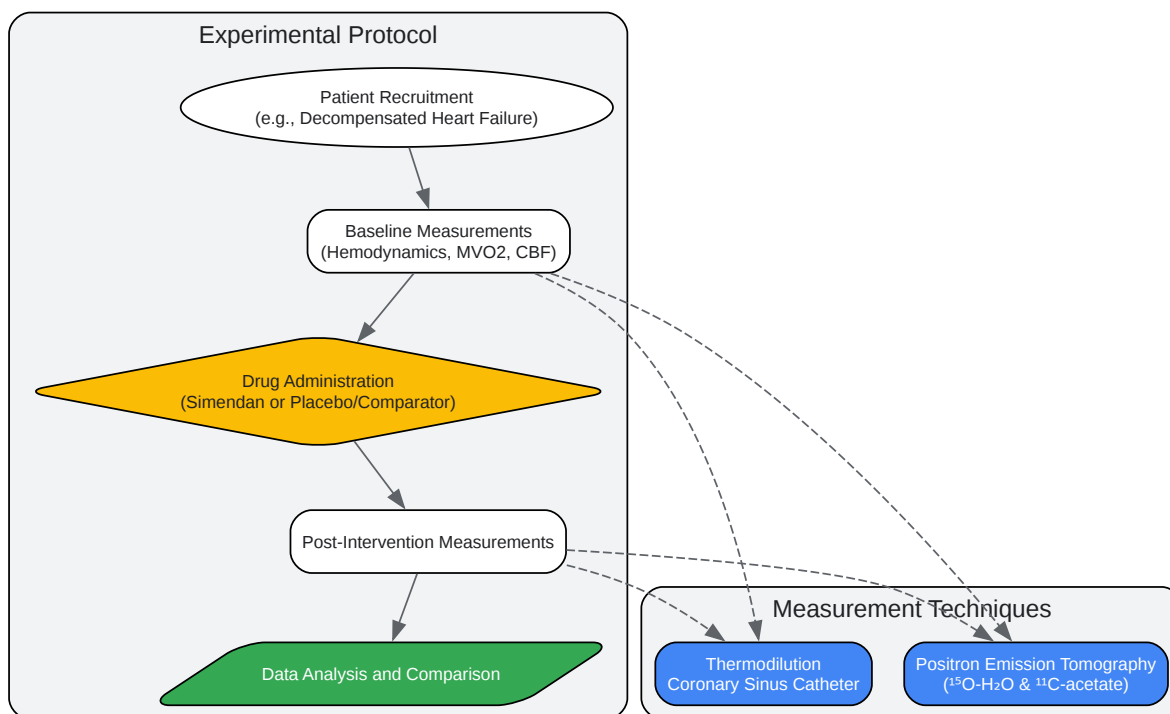 Experimental Protocol
Patient Recruitment
(e.g., Decompensated Heart Failure)
Baseline Measurements
(Hemodynamics, MVO2, CBF)
Drug Administration
(Simendan or Placebo/Comparator)
Post-Intervention Measurements
Data Analysis and Comparison
Measurement Techniques
Thermodilution
Coronary Sinus Catheter
Positron Emission Tomography
(¹⁵O-H₂O & ¹¹C-acetate)